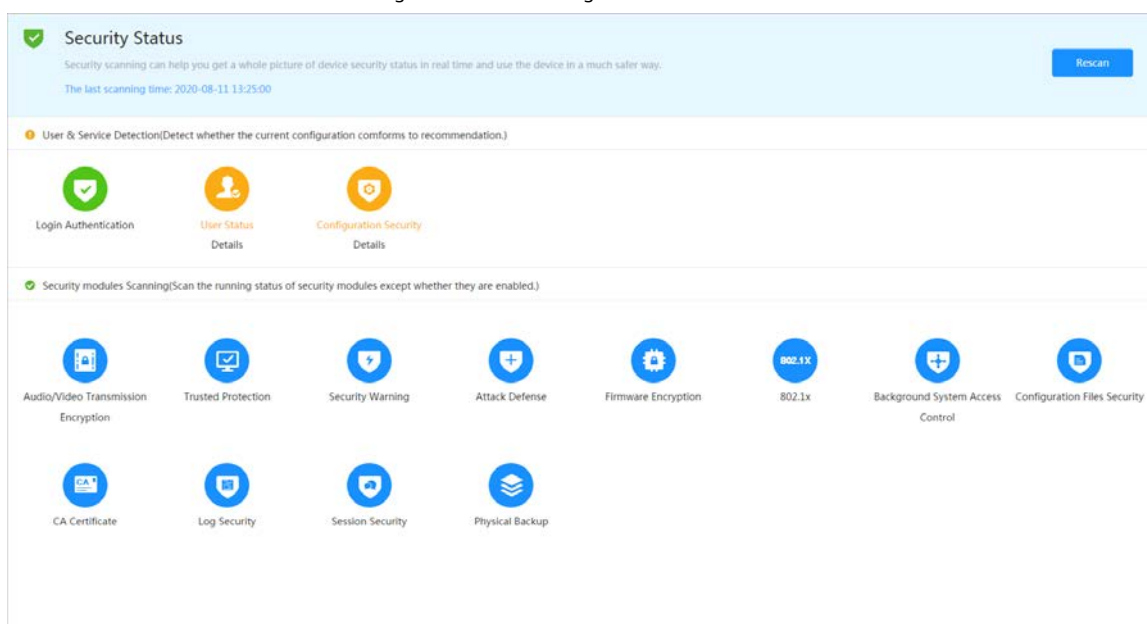 Security Status
Security scanning can help you get a whole picture of device security status in real time and use the device in a much safer way.
Rescan
The last scanning time: 2020-08-11 13:25:00
User & Service Detection(Detect whether the current configuration comforms to recommendation.)
Login Authentication
User Status
Configuration Security
Details
Details
Security modules Scanning(Scan the running status of security modules except whether they are enabled.)
802.1X
Audio/Video Transmission
Encryption
Trusted Protection
Security Warning
Attack Defense
Firmware Encryption
802.1x
Background System Access
Control
Configuration Files Security
CA
CA Certificate
Log Security
Session Security
Physical Backup